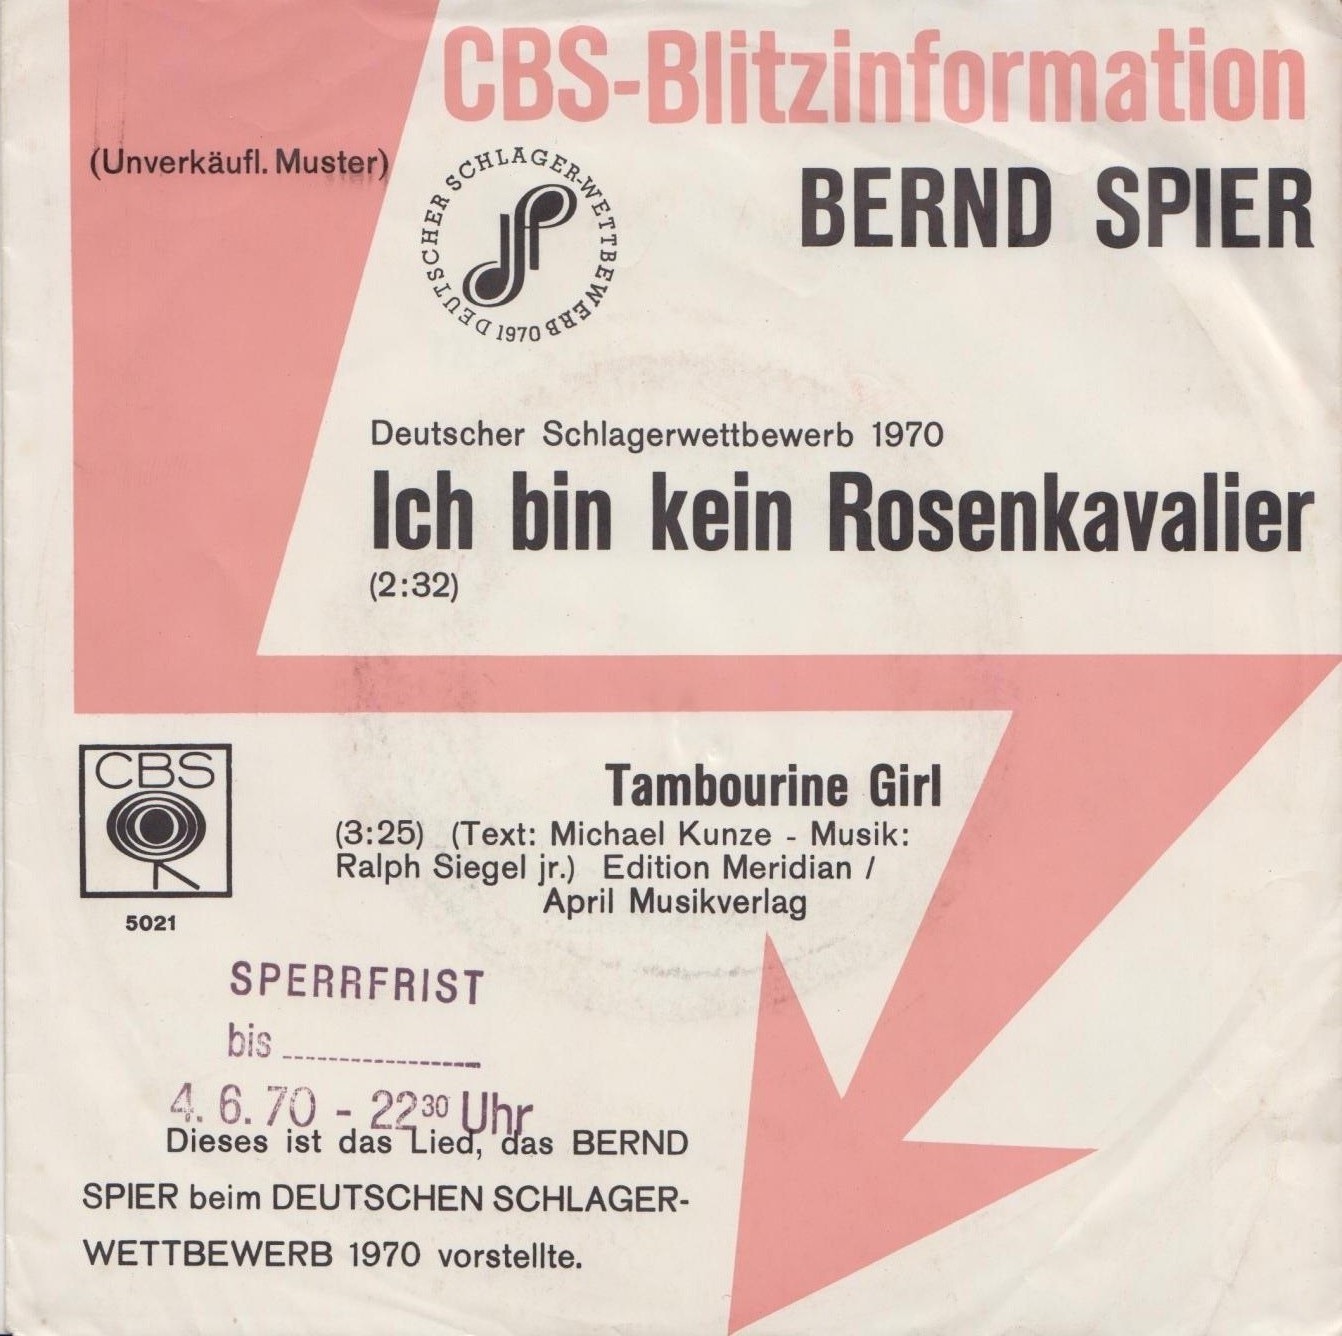 CBS-Blitzinformation
(Unverkäufl. Muster)
DEUTSCHER SCHLAGER-WETTBEWERB 1970
BERND SPIER
Deutscher Schlagerwettbewerb 1970
Ich bin kein Rosenkavalier
(2:32)
CBS
5021
Tambourine Girl
(3:25) (Text: Michael Kunze - Musik:
Ralph Siegel jr.) Edition Meridian /
April Musikverlag
SPERRFRIST
bis
4. 6. 70 - 22 30 Uhr
Dieses ist das Lied, das BERND
SPIER beim DEUTSCHEN SCHLAGER-
WETTBEWERB 1970 vorstellte.